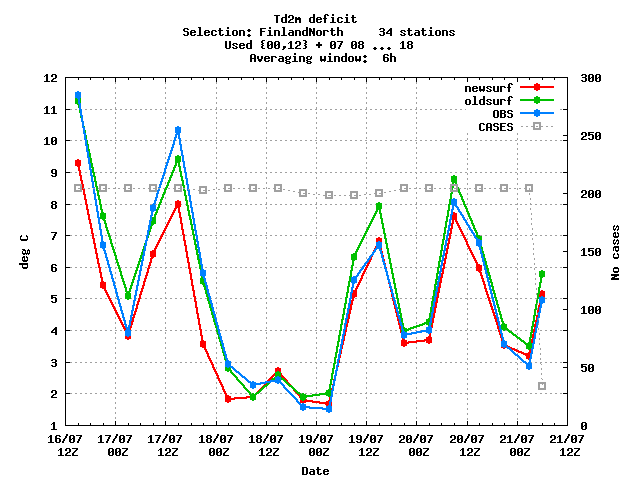 Td2m deficit
Selection: FinlandNorth 34 stations
Used {00,12} + 07 08 ... 18
Averaging window: 6h
newsurf
oldsurf
OBS
CASES
12
11
10
9
8
7
6
5
4
3
2
1
deg C
300
250
200
150
100
50
0
No cases
16/07 17/07 17/07 18/07 18/07 19/07 19/07 20/07 20/07 21/07 21/07
12Z 00Z 12Z 00Z 12Z 00Z 12Z 00Z 12Z 00Z 12Z
Date